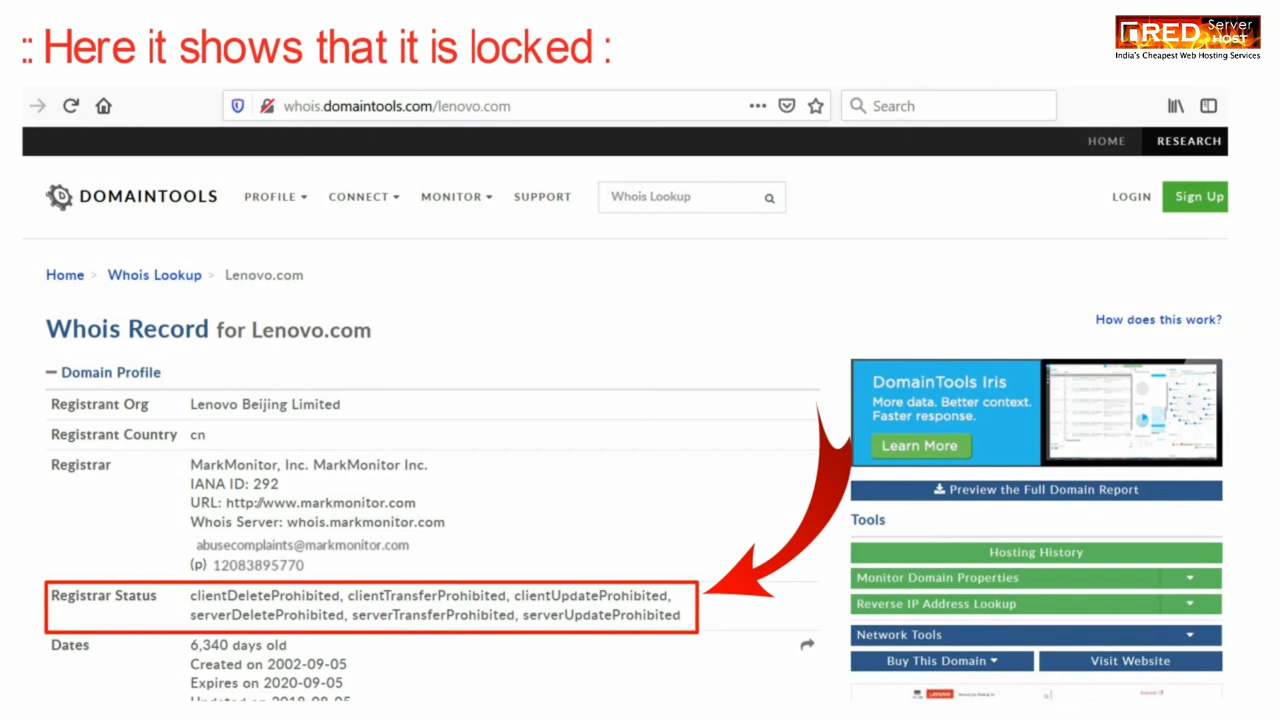 :: Here it shows that it is locked :
RED Server
HOST
India's Cheapest Web Hosting Services
whois.domaintools.com/lenovo.com
Search
HOME RESEARCH
DOMAINTOOLS PROFILE CONNECT MONITOR SUPPORT Whois Lookup LOGIN Sign Up
Home > Whois Lookup > Lenovo.com
Whois Record for Lenovo.com
How does this work?
Domain Profile
Registrant Org Lenovo Beijing Limited
Registrant Country cn
Registrar MarkMonitor, Inc. MarkMonitor Inc.
IANA ID: 292
URL: http://www.markmonitor.com
Whois Server: whois.markmonitor.com
abusecomplaints@markmonitor.com
(p) 12083895770
Registrar Status clientDeleteProhibited, clientTransferProhibited, clientUpdateProhibited,
serverDeleteProhibited, serverTransferProhibited, serverUpdateProhibited
Dates 6,340 days old
Created on 2002-09-05
Expires on 2020-09-05
Updated on 2018-08-05
DomainTools Iris
More data. Better context.
Faster response.
Learn More
Preview the Full Domain Report
Tools
Hosting History
Monitor Domain Properties
Reverse IP Address Lookup
Network Tools
Buy This Domain Visit Website
Lenovo